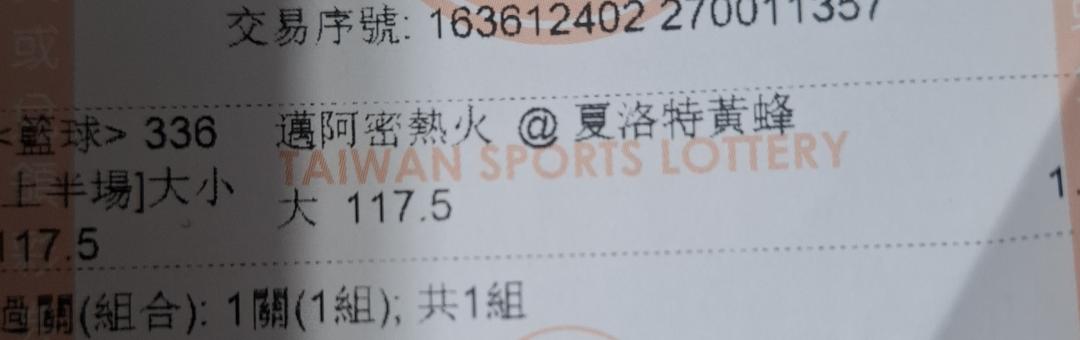 交易序號: 163612402 270011357
<籃球> 336 邁阿密熱火 @ 夏洛特黃蜂
TAIWAN SPORTS LOTTERY
上半場]大小 大 117.5 1.
117.5
過關(組合): 1關(1組); 共1組